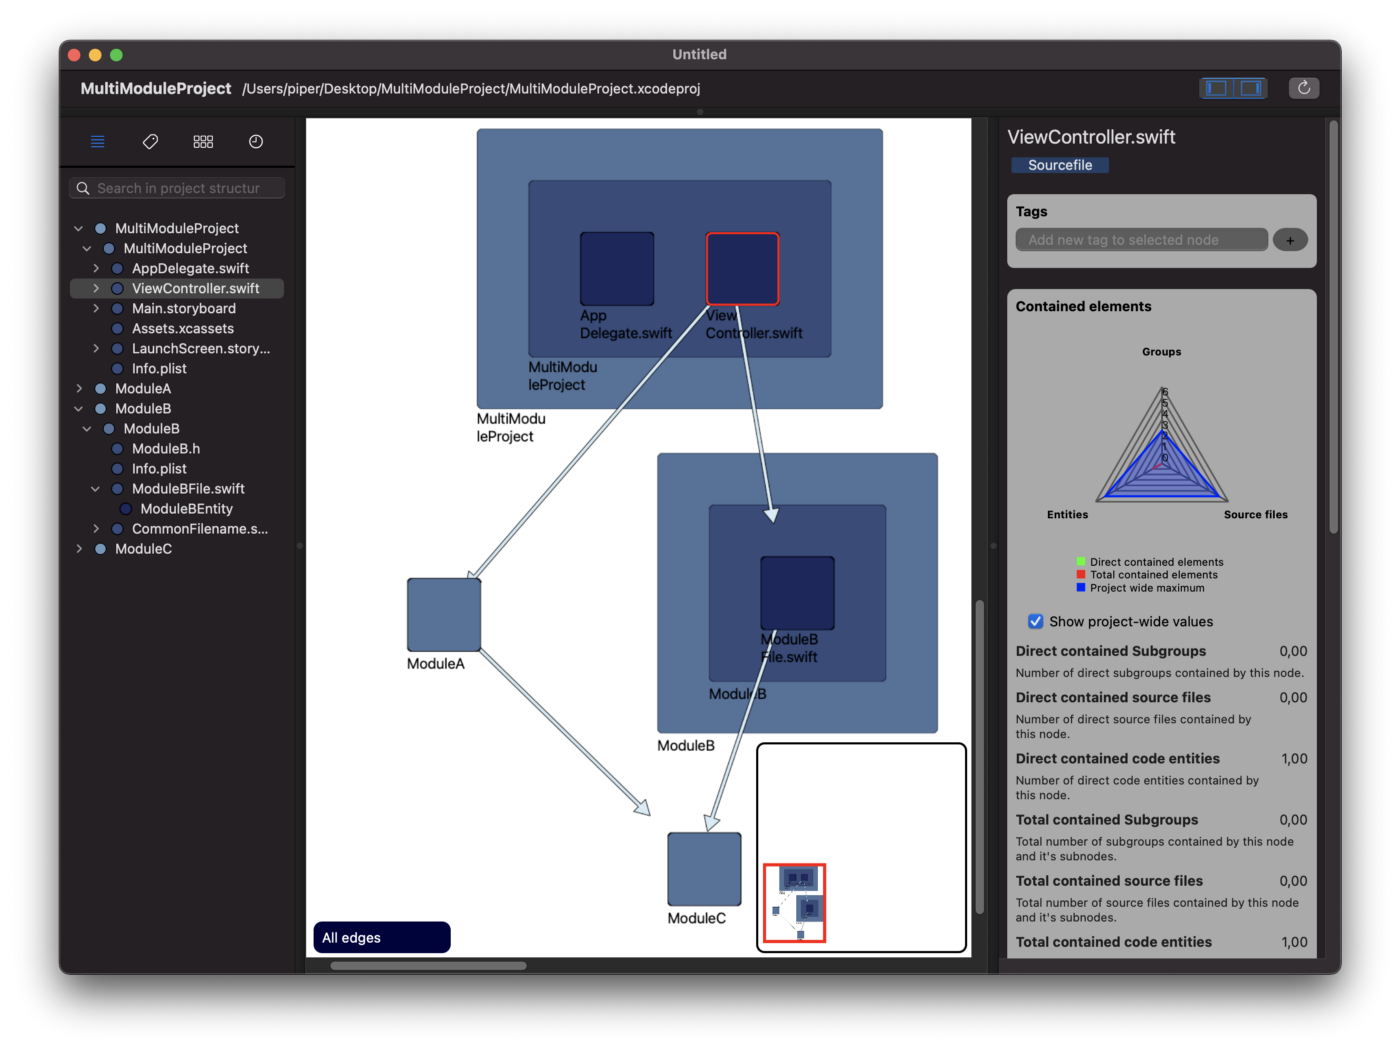 Untitled
MultiModuleProject /Users/piper/Desktop/MultiModuleProject/MultiModuleProject.xcodeproj
Search in project structur
MultiModuleProject
MultiModuleProject
AppDelegate.swift
ViewController.swift
Main.storyboard
Assets.xcassets
LaunchScreen.story...
Info.plist
ModuleA
ModuleB
ModuleB
ModuleB.h
Info.plist
ModuleBFile.swift
ModuleBEntity
CommonFilename.s...
ModuleC
App
Delegate.swift
View
Controller.swift
MultiModu
leProject
MultiModu
leProject
ModuleA
ModuleB
File.swift
ModuleB
ModuleB
ModuleC
All edges
ViewController.swift
Sourcefile
Tags
Add new tag to selected node
+
Contained elements
Groups
6
5
4
3
2
1
0
Entities
Source files
Direct contained elements
Total contained elements
Project wide maximum
Show project-wide values
Direct contained Subgroups 0,00
Number of direct subgroups contained by this node.
Direct contained source files 0,00
Number of direct source files contained by
this node.
Direct contained code entities 1,00
Number of direct code entities contained by
this node.
Total contained Subgroups 0,00
Total number of subgroups contained by this node
and it's subnodes.
Total contained source files 0,00
Total number of source files contained by this node
and it's subnodes.
Total contained code entities 1,00